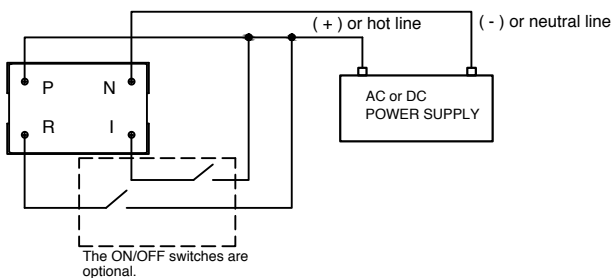 ( + ) or hot line
( - ) or neutral line
P N
R I
AC or DC
POWER SUPPLY
The ON/OFF switches are
optional.